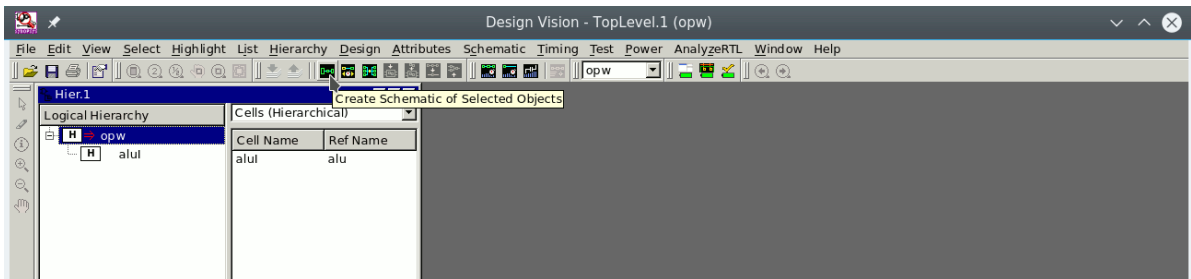 Design Vision - TopLevel.1 (opw)
File Edit View Select Highlight List Hierarchy Design Attributes Schematic Timing Test Power AnalyzeRTL Window Help
opw
Hier.1
Create Schematic of Selected Objects
Logical Hierarchy
Cells (Hierarchical)
H opw
H aluI
Cell Name Ref Name
aluI alu